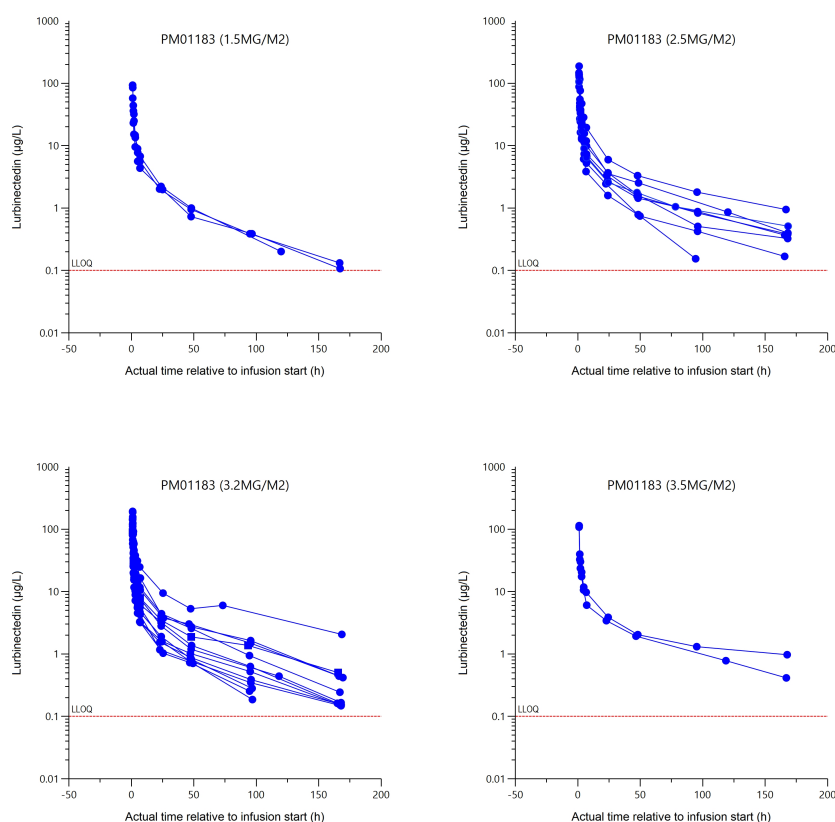 PM01183 (1.5MG/M2)
1000
100
10
1
0.1
0.01
Lurbinectedin (µg/L)
LLOQ
-50 0 50 100 150 200
Actual time relative to infusion start (h)
PM01183 (2.5MG/M2)
1000
100
10
1
0.1
0.01
Lurbinectedin (µg/L)
LLOQ
-50 0 50 100 150 200
Actual time relative to infusion start (h)
PM01183 (3.2MG/M2)
1000
100
10
1
0.1
0.01
Lurbinectedin (µg/L)
LLOQ
-50 0 50 100 150 200
Actual time relative to infusion start (h)
PM01183 (3.5MG/M2)
1000
100
10
1
0.1
0.01
Lurbinectedin (µg/L)
LLOQ
-50 0 50 100 150 200
Actual time relative to infusion start (h)